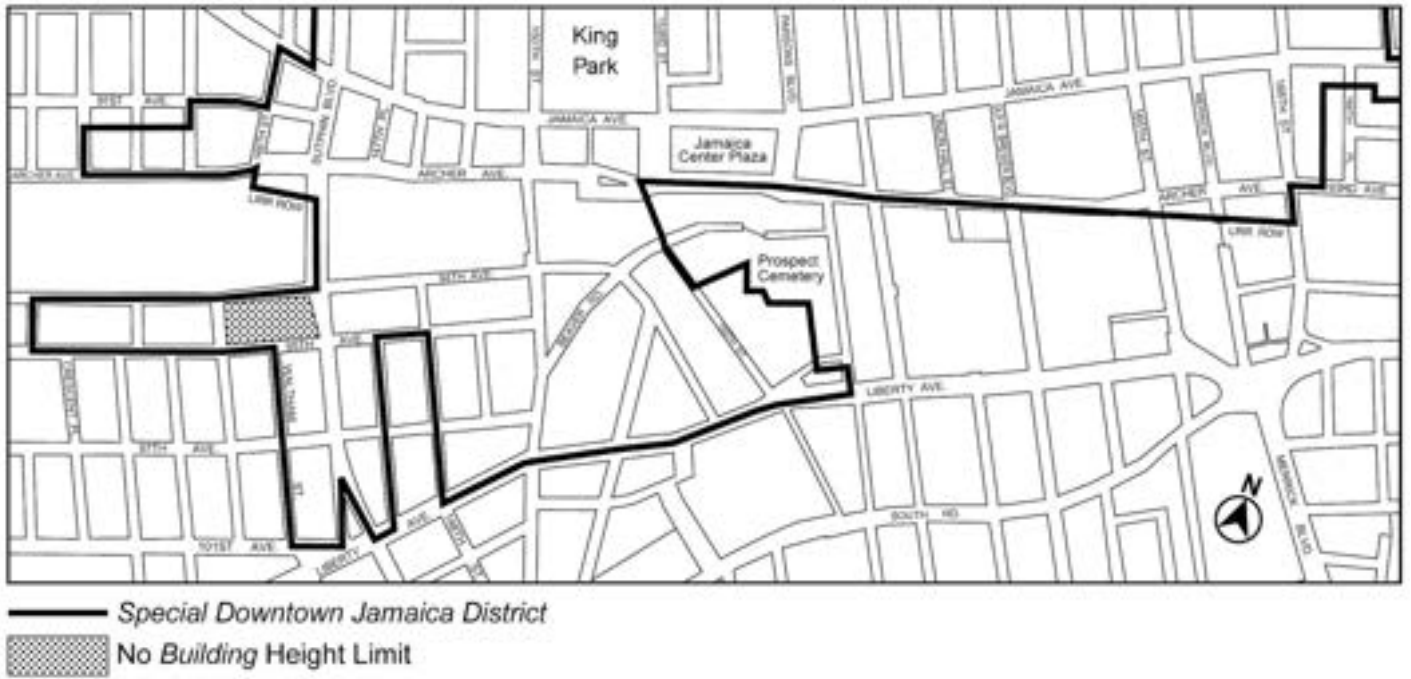 King
Park
PARSONS BLVD
SUTPHIN BLVD
91ST AVE.
JAMAICA AVE.
JAMAICA AVE.
Jamaica
Center Plaza
ARCHER AVE.
ARCHER AVE.
ARCHER AVE.
93RD AVE.
LIRR ROW
LIRR ROW
Prospect
Cemetery
BEAVER RD.
AVE.
LIBERTY AVE.
WALTHAM
ST.
97TH AVE.
101ST AVE.
LIBERTY AVE.
SOUTH RD.
MERRICK BLVD
N
Special Downtown Jamaica District
No Building Height Limit